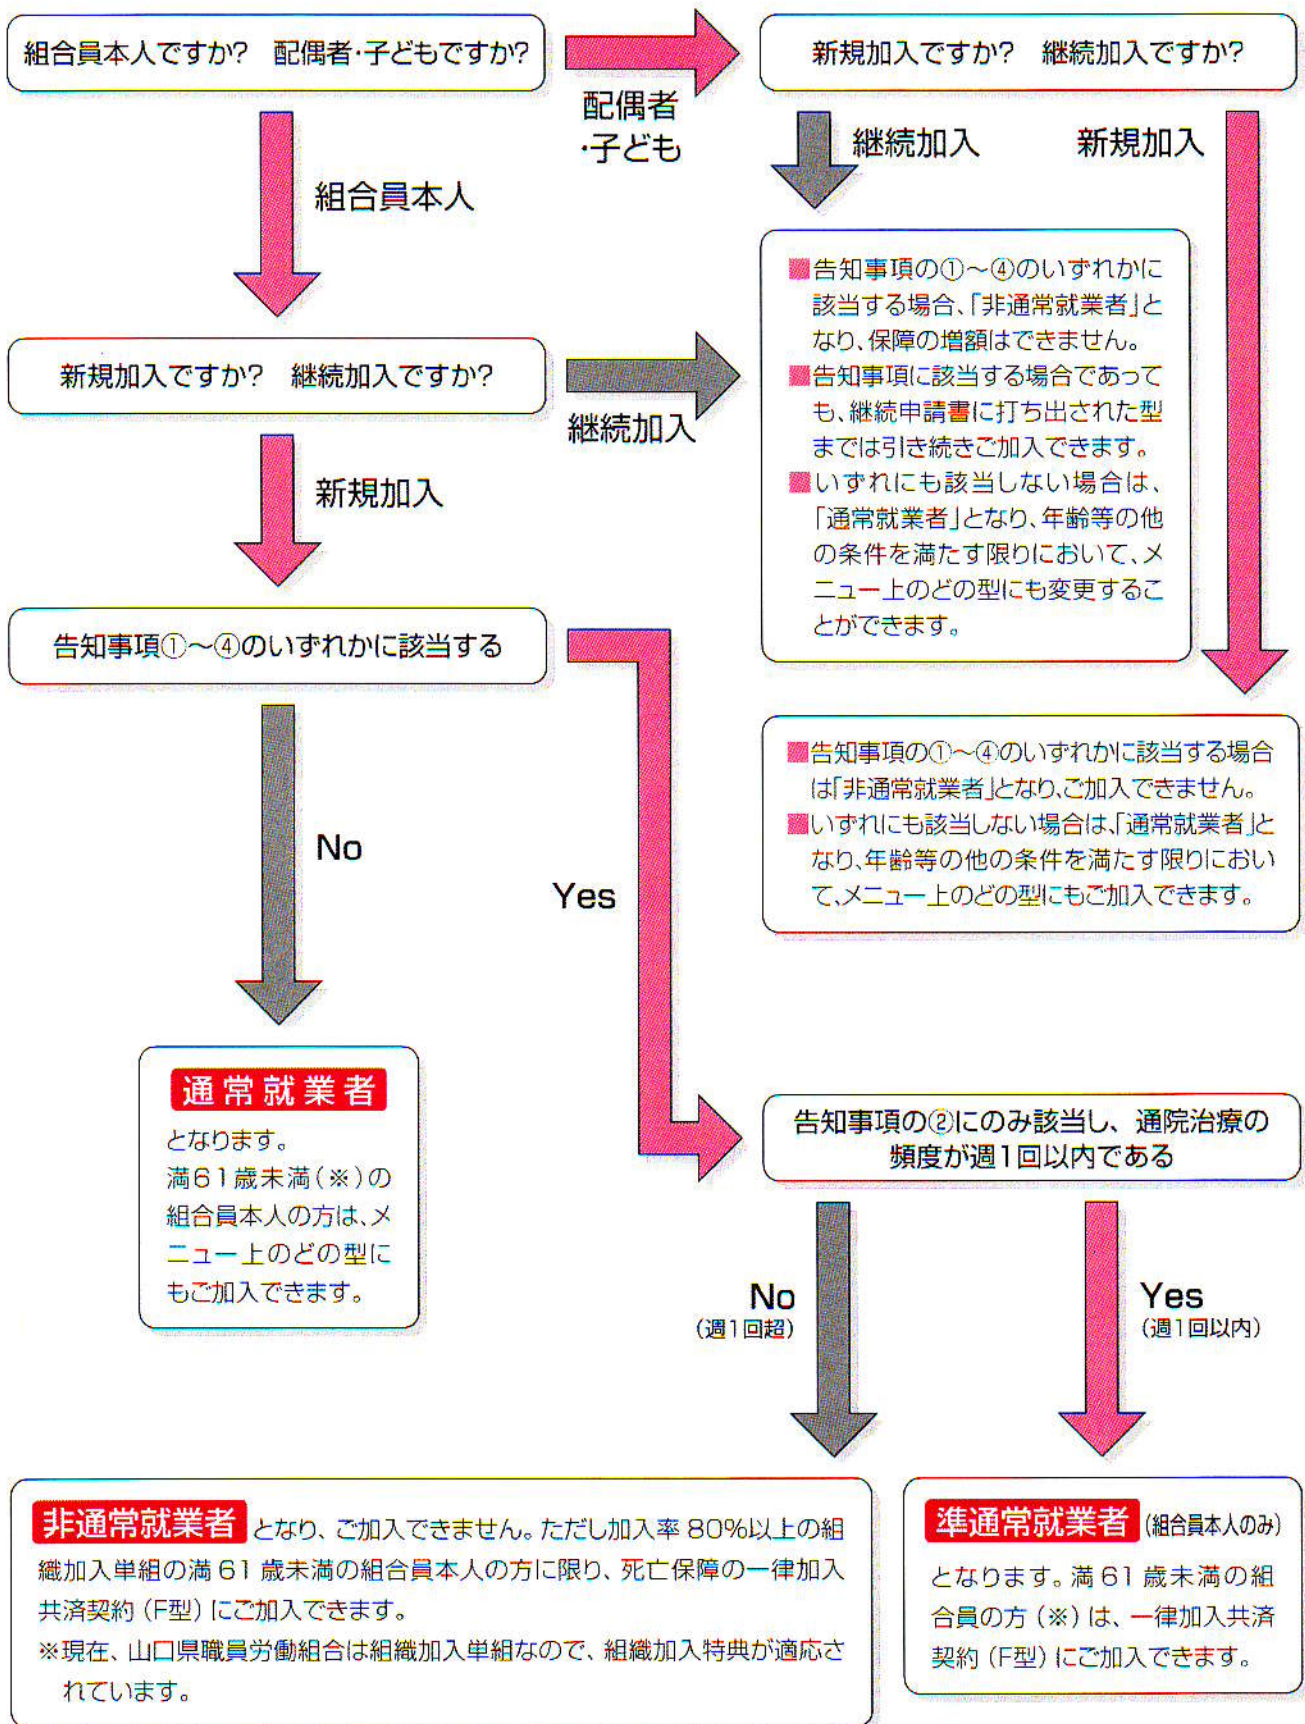 組合員本人ですか?　配偶者・子どもですか?
配偶者
・子ども
新規加入ですか?　継続加入ですか?
継続加入
新規加入
組合員本人
■告知事項の①〜④のいずれかに
該当する場合、「非通常就業者」と
なり、保障の増額はできません。
■告知事項に該当する場合であって
も、継続申請書に打ち出された型
までは引き続きご加入できます。
■いずれにも該当しない場合は、
「通常就業者」となり、年齢等の他
の条件を満たす限りにおいて、メ
ニュー上のどの型にも変更するこ
とができます。
新規加入ですか?　継続加入ですか?
継続加入
新規加入
告知事項①〜④のいずれかに該当する
■告知事項の①〜④のいずれかに該当する場合
は「非通常就業者」となり、ご加入できません。
■いずれにも該当しない場合は、「通常就業者」と
なり、年齢等の他の条件を満たす限りにおい
て、メニュー上のどの型にもご加入できます。
No
Yes
通常就業者
となります。
満61歳未満(※)の
組合員本人の方は、メ
ニュー上のどの型に
もご加入できます。
告知事項の②にのみ該当し、通院治療の
頻度が週1回以内である
No
(週1回超)
Yes
(週1回以内)
非通常就業者 となり、ご加入できません。ただし加入率 80%以上の組
織加入単組の満 61 歳未満の組合員本人の方に限り、死亡保障の一律加入
共済契約 (F型) にご加入できます。
※現在、山口県職員労働組合は組織加入単組なので、組織加入特典が適応さ
れています。
準通常就業者 (組合員本人のみ)
となります。満 61 歳未満の組
合員の方 (※) は、一律加入共済
契約 (F型) にご加入できます。